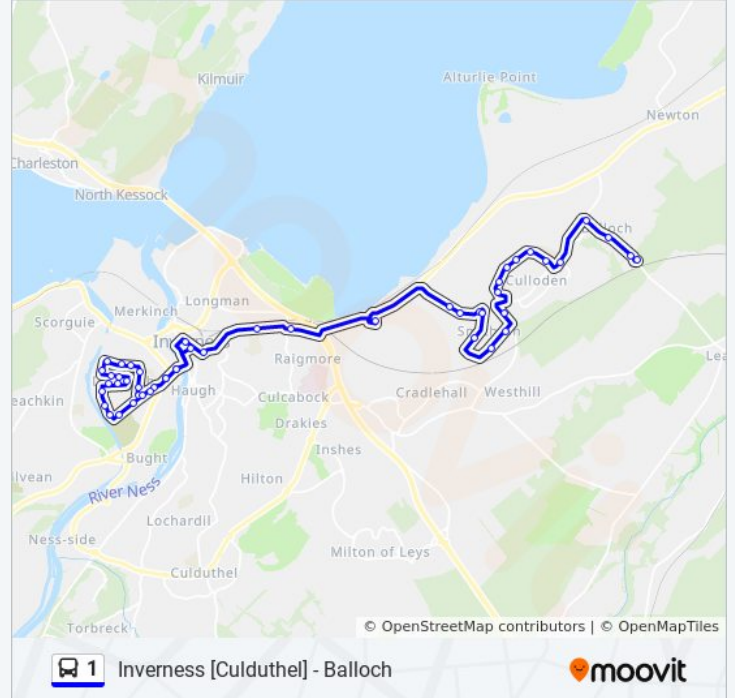 Kilmuir
Alturlie Point
Newton
Charleston
North Kessock
Longman
Culloden
Merkinch
Scorguie
Raigmore
Haugh
Cradlehall
Westhill
Culcabock
Drakies
Bught
Inshes
River Ness
Hilton
Lochardil
Ness-side
Milton of Leys
Culduthel
Torbreck
© OpenStreetMap contributors | © OpenMapTiles
1 Inverness [Culduthel] - Balloch
moovit